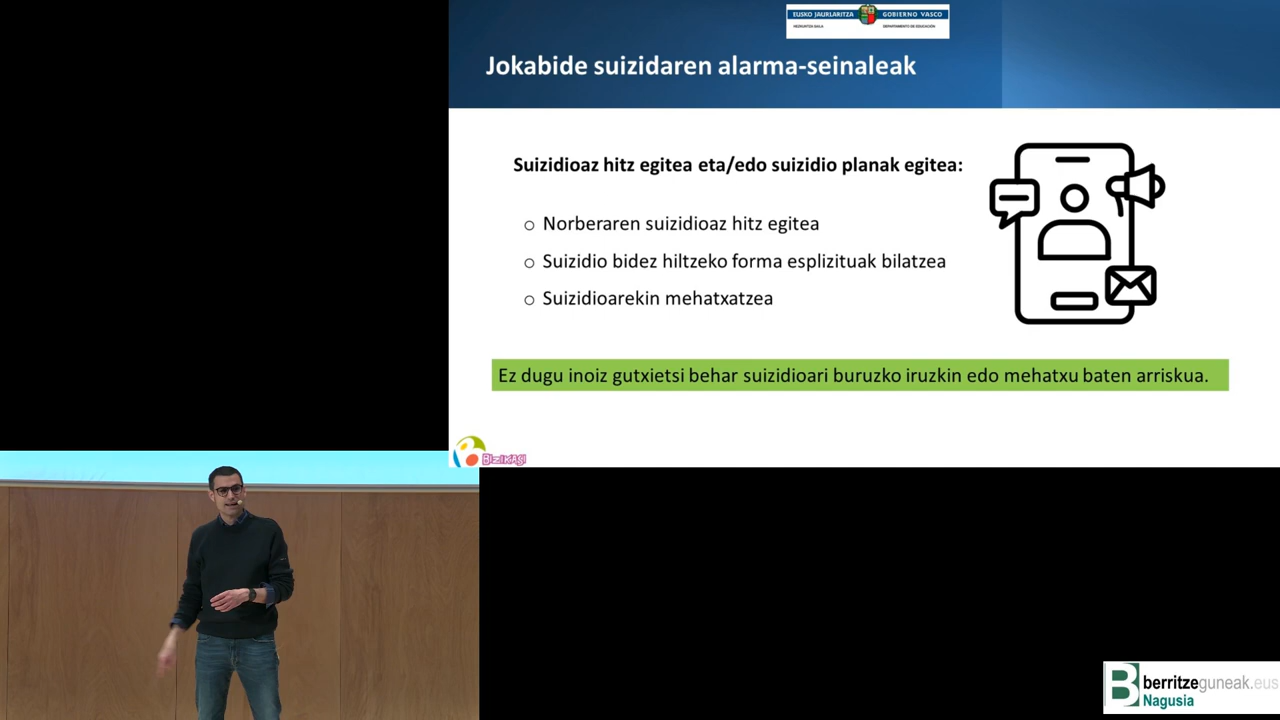 EUSKO JAURLARITZA
GOBIERNO VASCO
HEZKUNTZA SAILA
DEPARTAMENTO DE EDUCACIÓN
Jokabide suizidaren alarma-seinaleak
Suizidioaz hitz egitea eta/edo suizidio planak egitea:
o Norberaren suizidioaz hitz egitea
o Suizidio bidez hiltzeko forma esplizituak bilatzea
o Suizidioarekin mehatxatzea
Ez dugu inoiz gutxietsi behar suizidioari buruzko iruzkin edo mehatxu baten arriskua.
BIZIKASI
berritzeguneak.eus
Nagusia